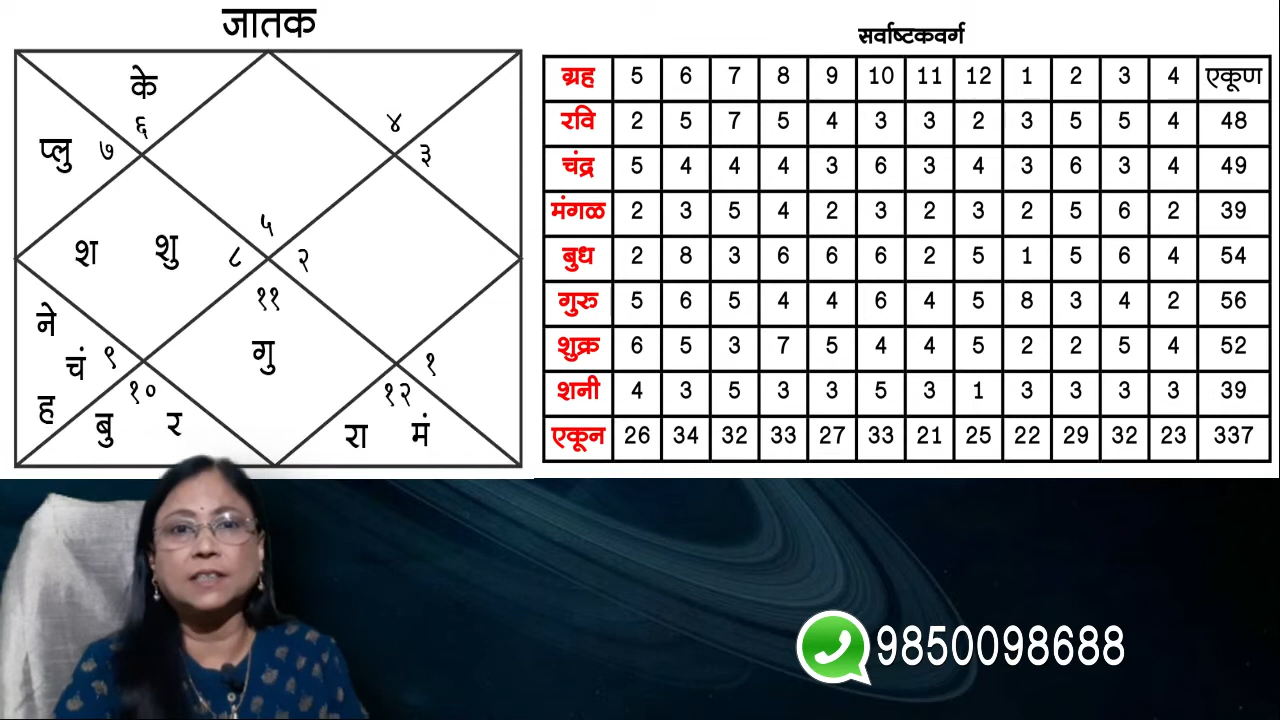 जातक
के
६
४
प्लु ७
३
५
श शु ८
२
११
ने
गु
चं ९
१
१०
१२
ह
बु र
रा मं
सर्वाष्टकवर्ग
ग्रह 5 6 7 8 9 10 11 12 1 2 3 4 एकूण
रवि 2 5 7 5 4 3 3 2 3 5 5 4 48
चंद्र 5 4 4 4 3 6 3 4 3 6 3 4 49
मंगळ 2 3 5 4 2 3 2 3 2 5 6 2 39
बुध 2 8 3 6 6 6 2 5 1 5 6 4 54
गुरु 5 6 5 4 4 6 4 5 8 3 4 2 56
शुक्र 6 5 3 7 5 4 4 5 2 2 5 4 52
शनी 4 3 5 3 3 5 3 1 3 3 3 3 39
एकून 26 34 32 33 27 33 21 25 22 29 32 23 337
9850098688